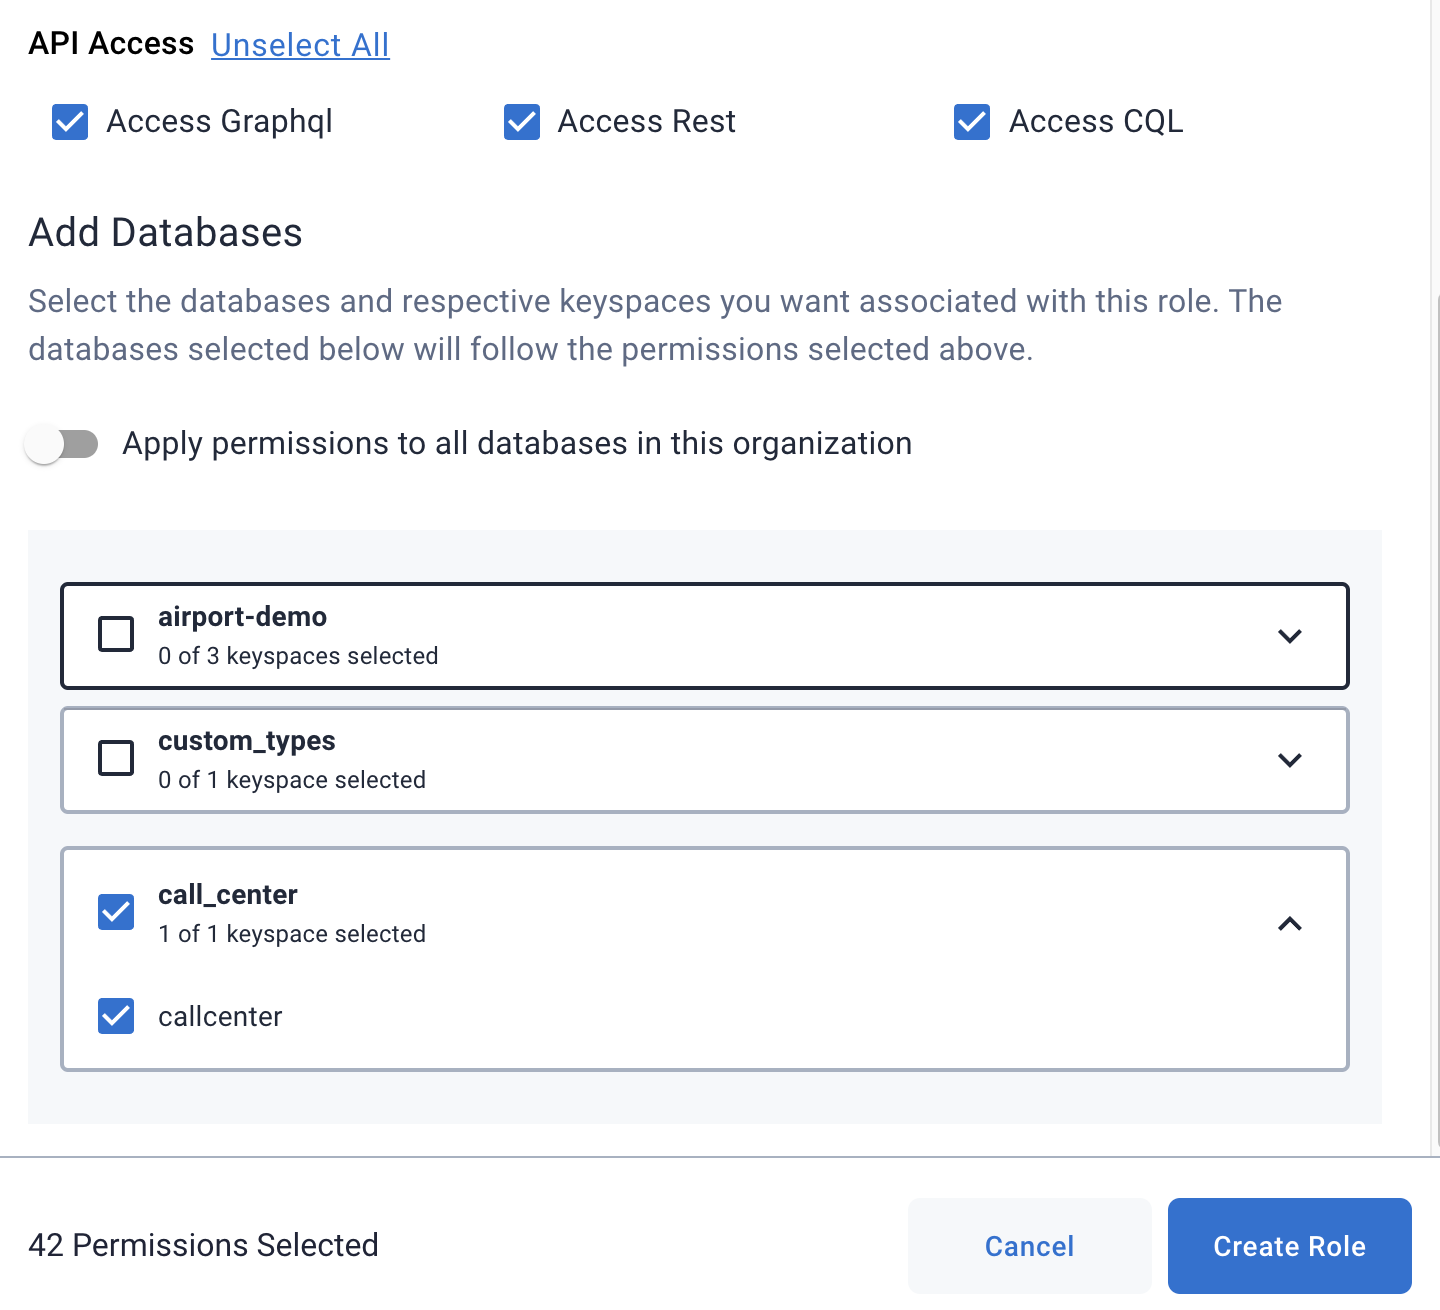 API Access Unselect All
Access Graphql Access Rest Access CQL
Add Databases
Select the databases and respective keyspaces you want associated with this role. The
databases selected below will follow the permissions selected above.
Apply permissions to all databases in this organization
airport-demo
0 of 3 keyspaces selected
custom_types
0 of 1 keyspace selected
call_center
1 of 1 keyspace selected
callcenter
42 Permissions Selected Cancel Create Role